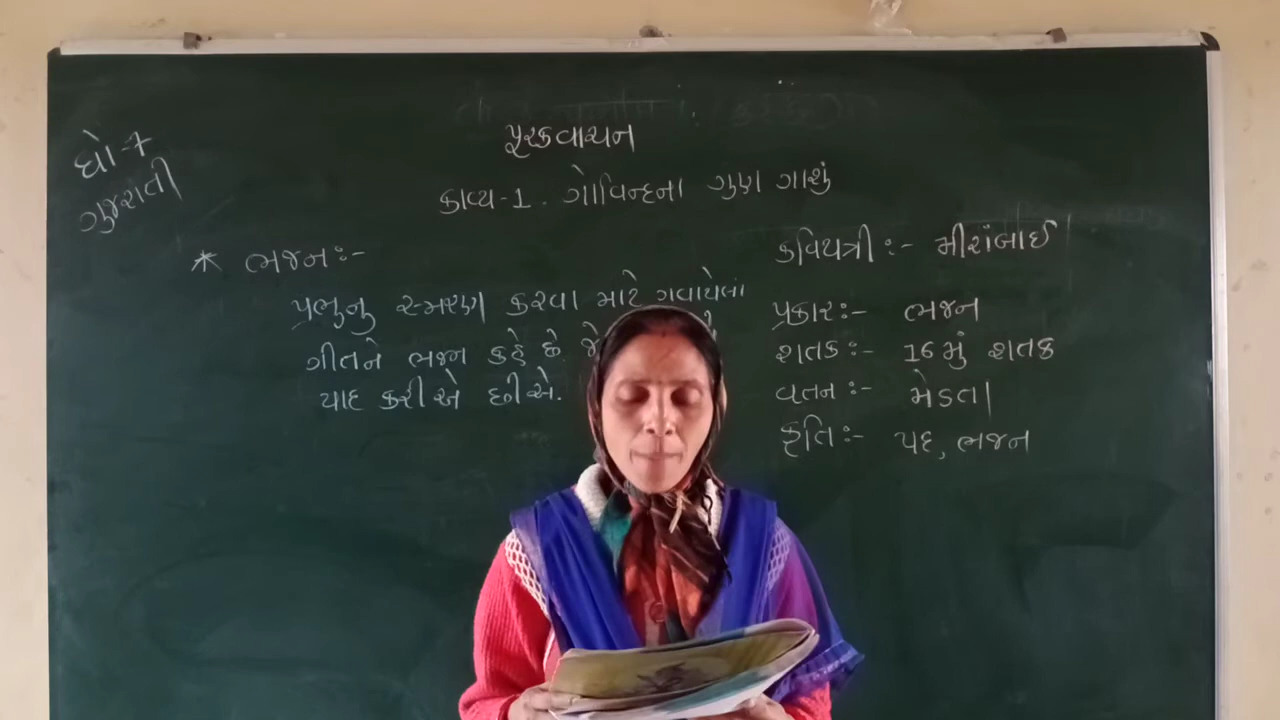 ધો-7
ગુજરાતી
પૂરકવાચન
કાવ્ય-1. ગોવિન્દના ગુણ ગાશું
* ભજન:-
પ્રભુનુ સ્મરણ કરવા માટે ગવાયેલા
ગીતને ભજન કહે છે.
યાદ કરીએ છીએ.
કવિયત્રી:- મીરાંબાઈ
પ્રકાર:- ભજન
શતક:- 16મું શતક
વતન:- મેડતા
કૃતિ:- પદ, ભજન